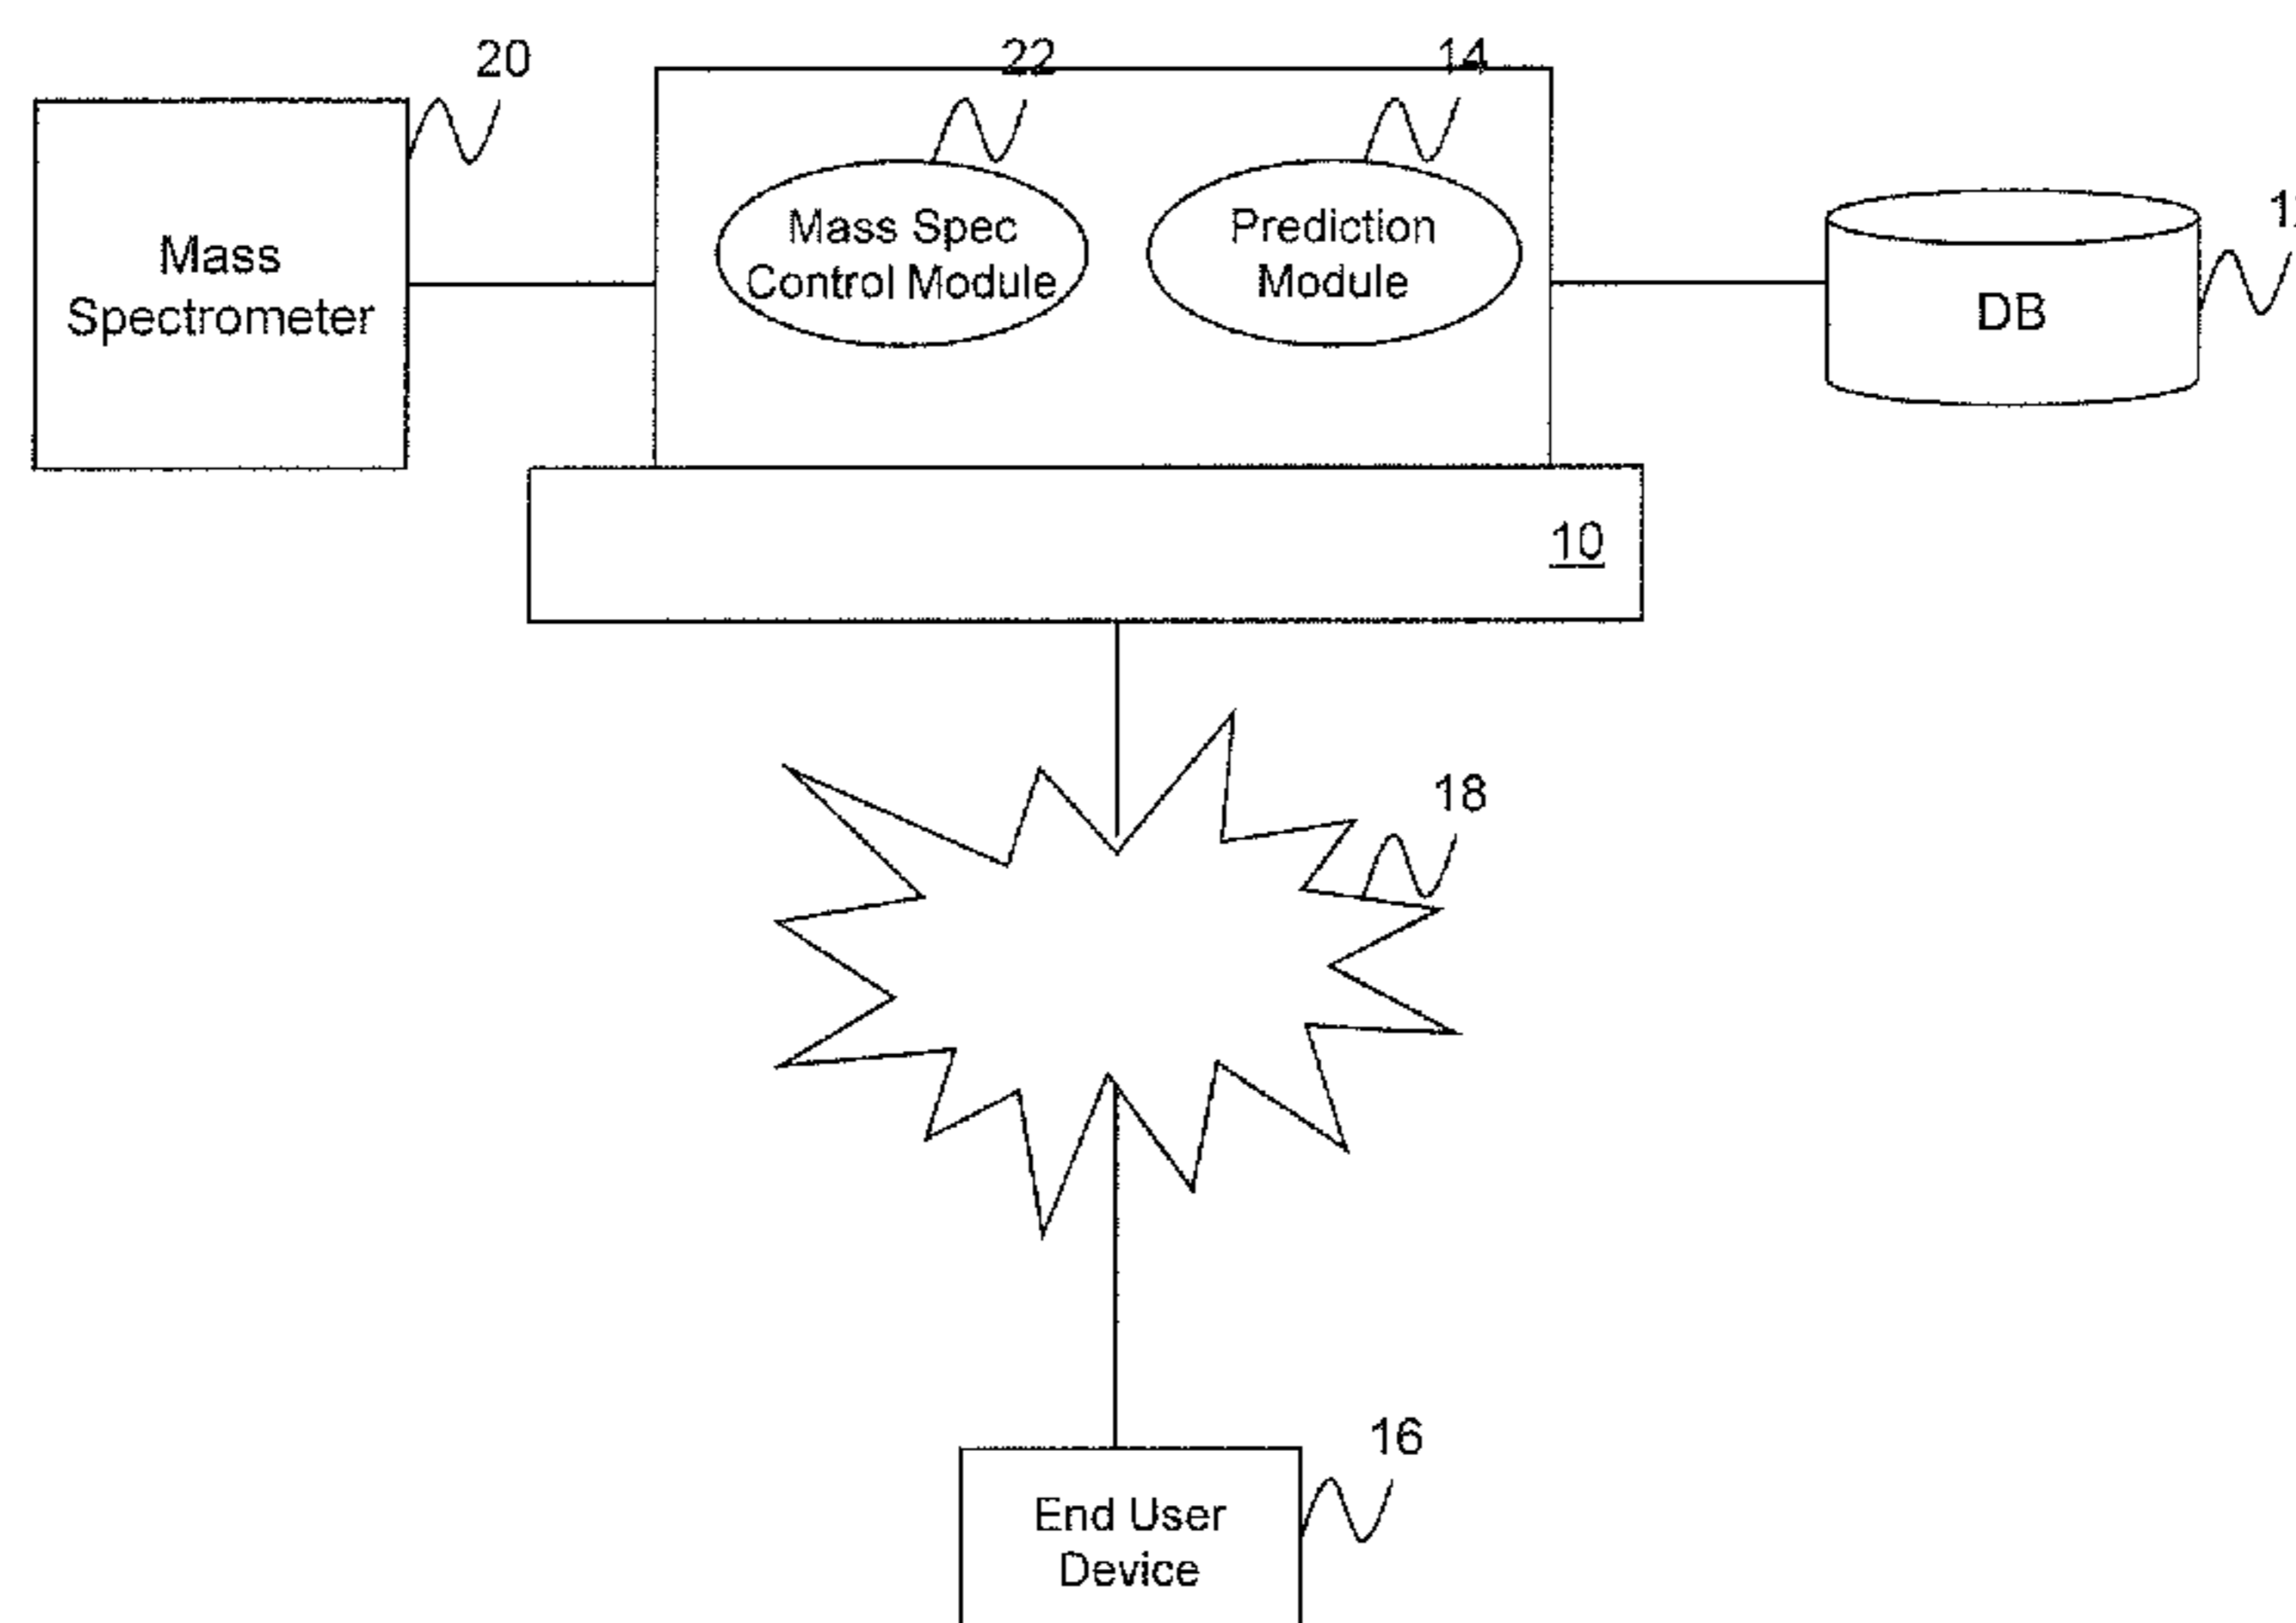 20
22
14
Mass
Spectrometer
Mass Spec
Control Module
Prediction
Module
DB
10
18
16
End User
Device